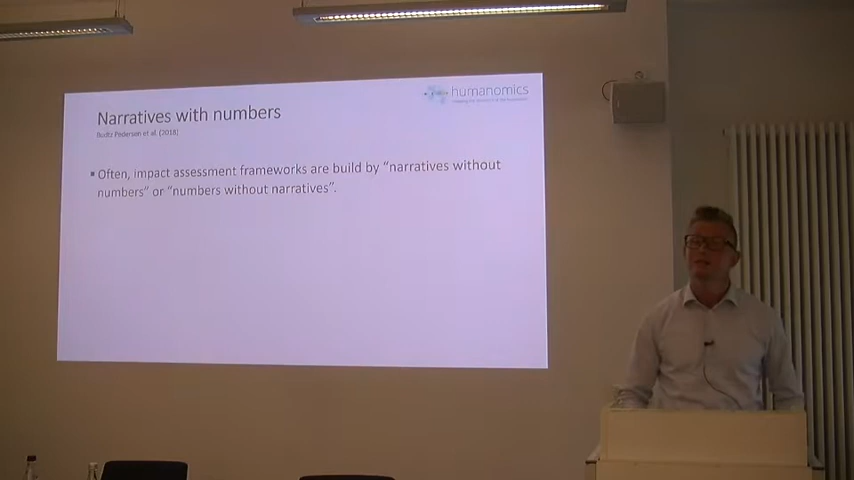 humanomics
Narratives with numbers
Budtz Pedersen et al. (2018)
▪ Often, impact assessment frameworks are build by “narratives without
numbers” or “numbers without narratives”.